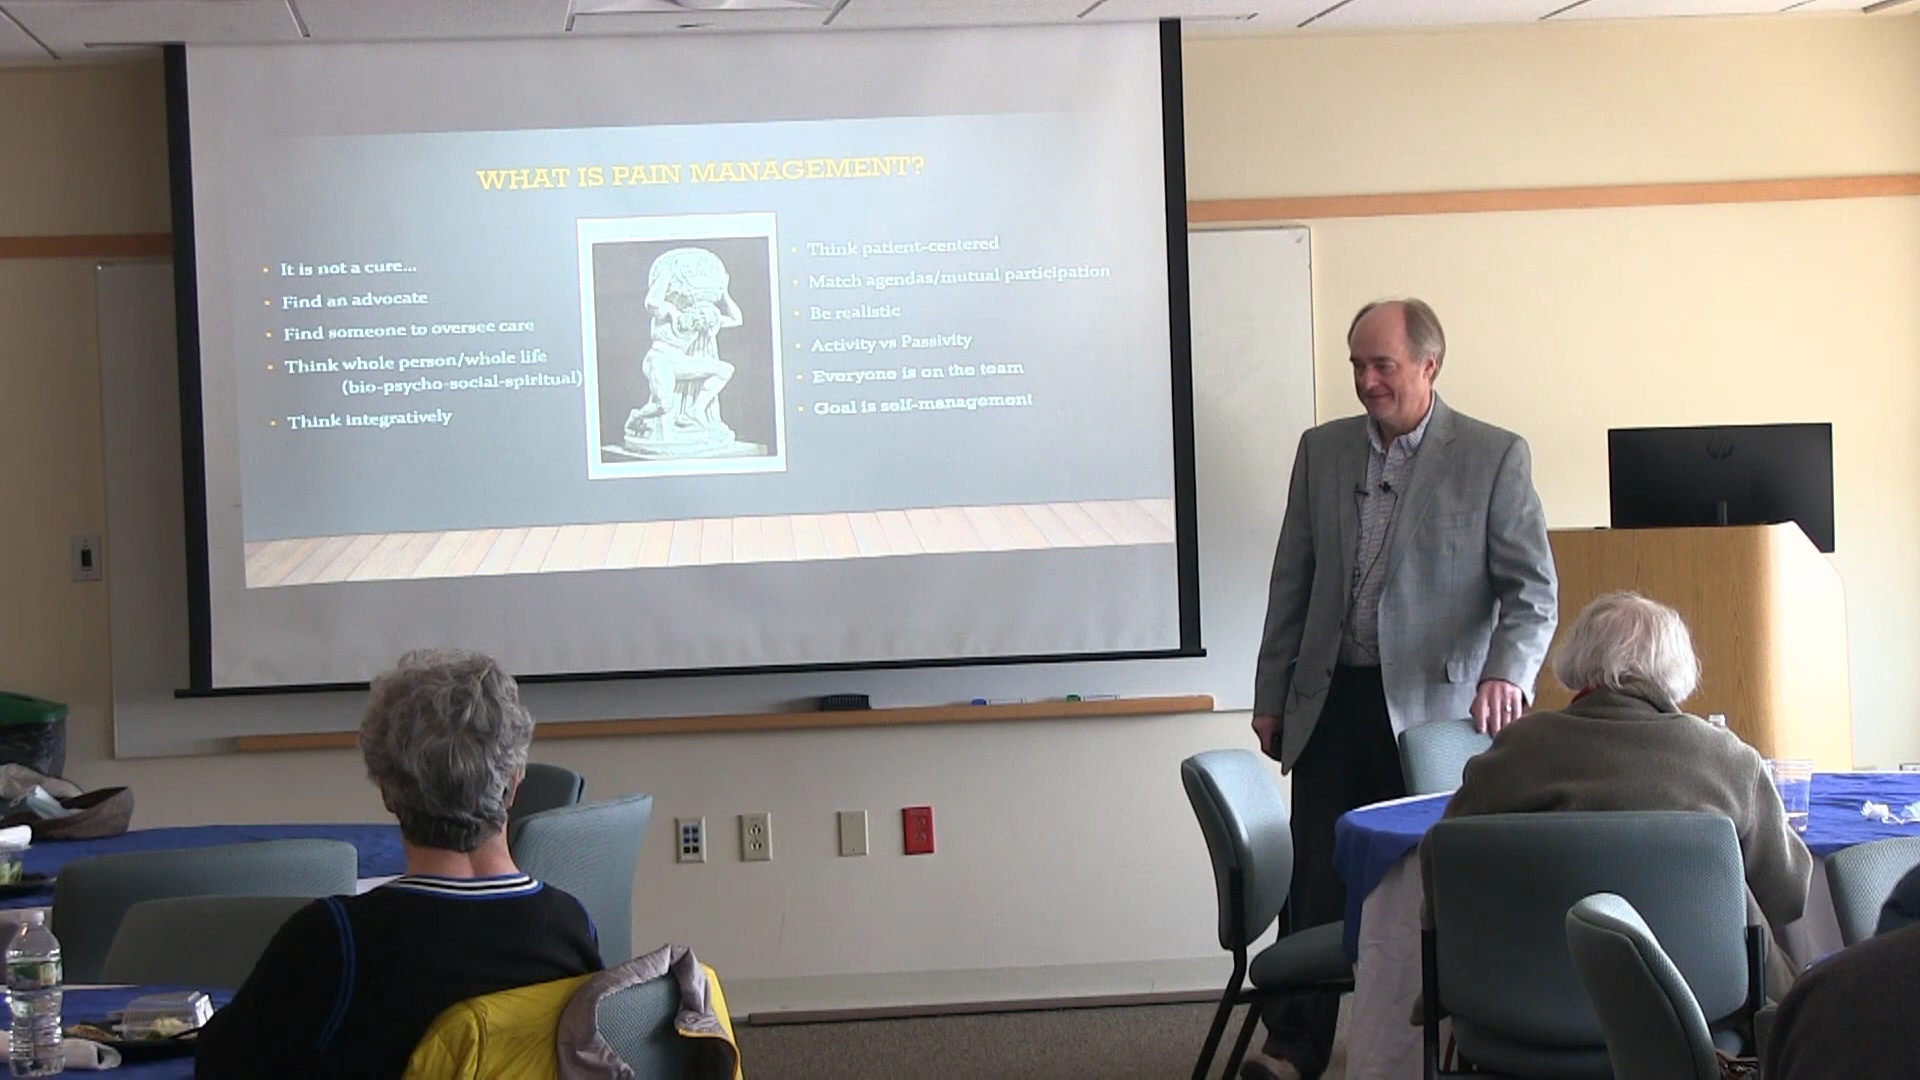 WHAT IS PAIN MANAGEMENT?
• It is not a cure...
• Find an advocate
• Find someone to oversee care
• Think whole person/whole life
(bio-psycho-social-spiritual)
• Think integratively
• Think patient-centered
• Match agendas/mutual participation
• Be realistic
• Activity vs Passivity
• Everyone is on the team
• Goal is self-management
hp